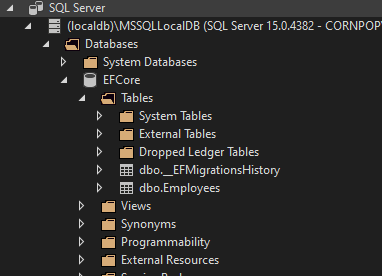 SQL Server
(localdb)\MSSQLLocalDB (SQL Server 15.0.4382 - CORNPOP
Databases
System Databases
EFCore
Tables
System Tables
External Tables
Dropped Ledger Tables
dbo.__EFMigrationsHistory
dbo.Employees
Views
Synonyms
Programmability
External Resources